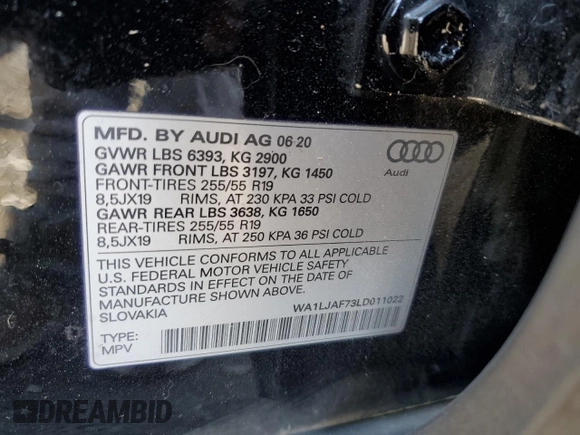 MFD. BY AUDI AG 06-20
GVWR LBS 6393, KG 2900
GAWR FRONT LBS 3197, KG 1450
FRONT-TIRES 255/55 R19
8,5JX19 RIMS, AT 230 KPA 33 PSI COLD
GAWR REAR LBS 3638, KG 1650
REAR-TIRES 255/55 R19
8,5JX19 RIMS, AT 250 KPA 36 PSI COLD
THIS VEHICLE CONFORMS TO ALL APPLICABLE
U.S. FEDERAL MOTOR VEHICLE SAFETY
STANDARDS IN EFFECT ON THE DATE OF
MANUFACTURE SHOWN ABOVE.
SLOVAKIA
WA1LJAF73LD011022
TYPE:
MPV
Audi
DREAMBID